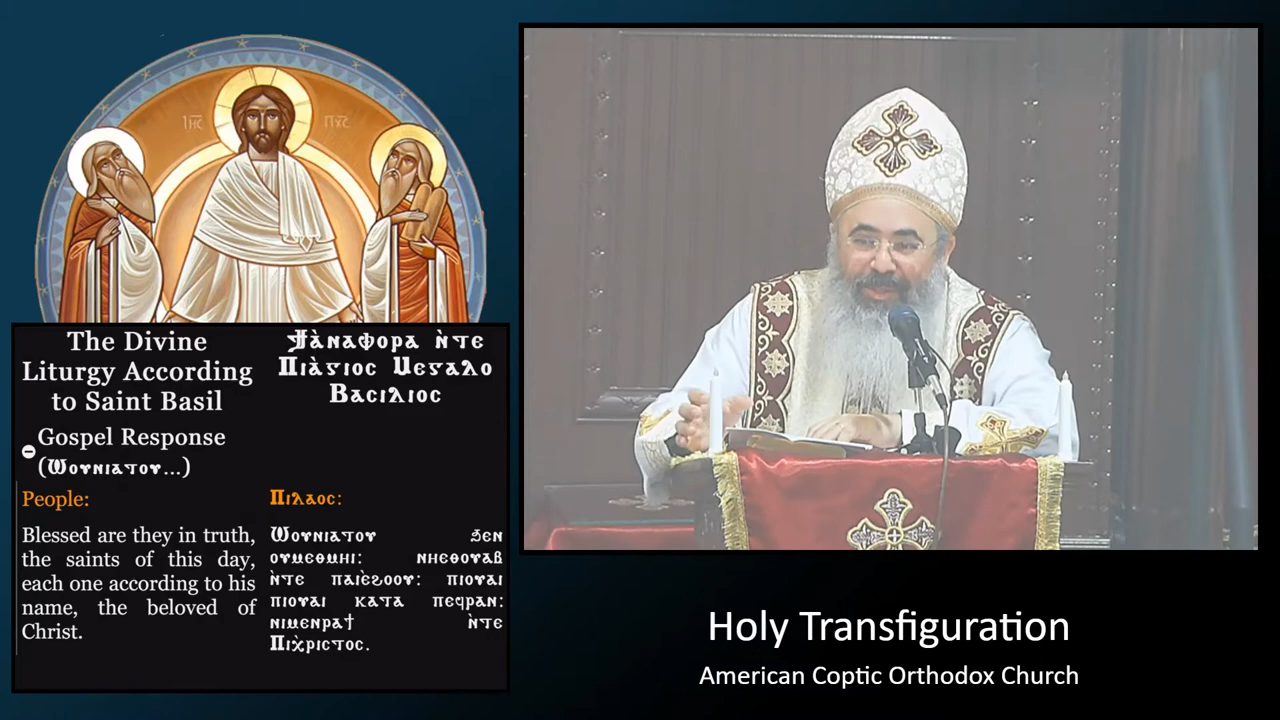 The Divine
Liturgy According
to Saint Basil
Ϯⲁ̀ⲛⲁⲫⲟⲣⲁ ⲛ̀ⲧⲉ
Ⲡⲓⲁ̀ⲅⲓⲟⲥ Ⲙⲉⲅⲁⲗⲟ
Ⲃⲁⲥⲓⲗⲓⲟⲥ
Gospel Response
(Ⲱⲟⲩⲛⲓⲁⲧⲟⲩ...)
People:
Blessed are they in truth,
the saints of this day,
each one according to his
name, the beloved of
Christ.
Ⲡⲓⲗⲁⲟⲥ:
Ⲱⲟⲩⲛⲓⲁⲧⲟⲩ ϧⲉⲛ
ⲟⲩⲙⲉⲑⲙⲏⲓ: ⲛⲏⲉⲑⲟⲩⲁⲃ
ⲛ̀ⲧⲉ ⲡⲁⲓⲉ̀ϩⲟⲟⲩ: ⲡⲓⲟⲩⲁⲓ
ⲡⲓⲟⲩⲁⲓ ⲕⲁⲧⲁ ⲡⲉϥⲣⲁⲛ:
ⲛⲓⲙⲉⲛⲣⲁϯ ⲛ̀ⲧⲉ
Ⲡⲓⲭ̀ⲣⲓⲥⲧⲟⲥ.
Holy Transfiguration
American Coptic Orthodox Church